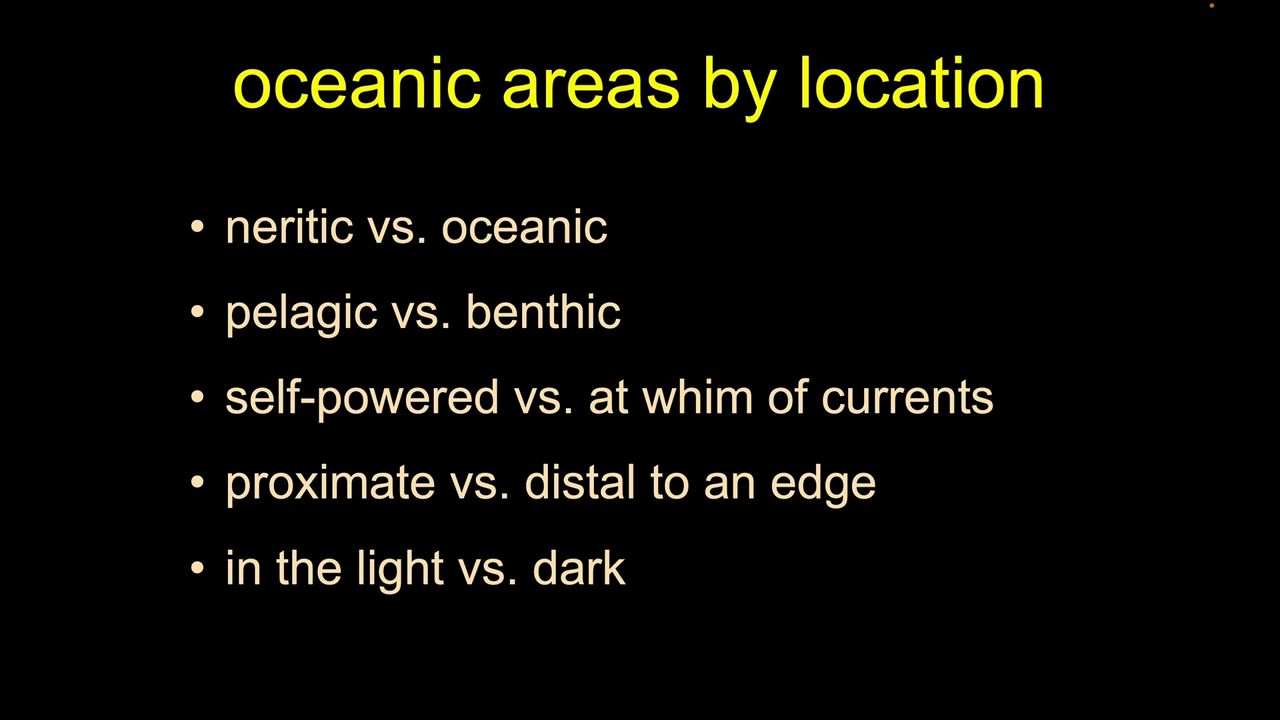 oceanic areas by location
• neritic vs. oceanic
• pelagic vs. benthic
• self-powered vs. at whim of currents
• proximate vs. distal to an edge
• in the light vs. dark